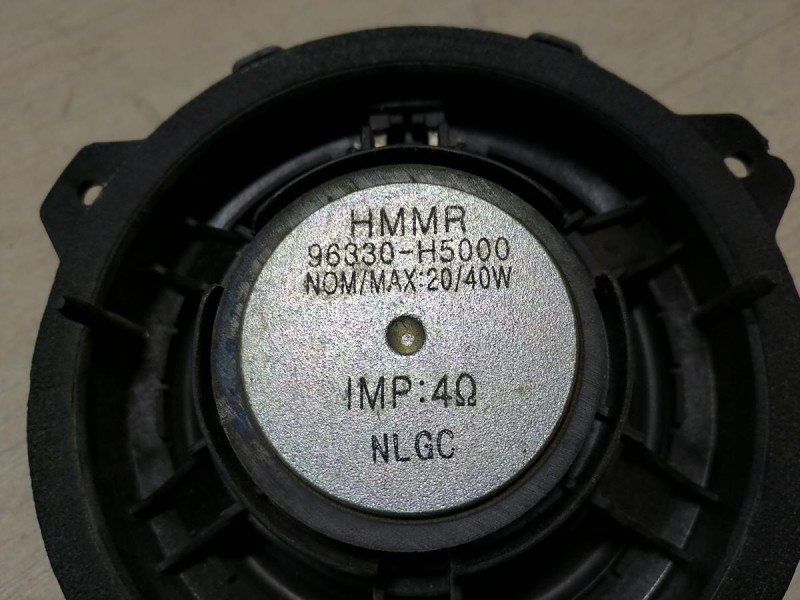 HMMR
96330-H5000
NOM/MAX:20/40W
IMP:4Ω
NLGC